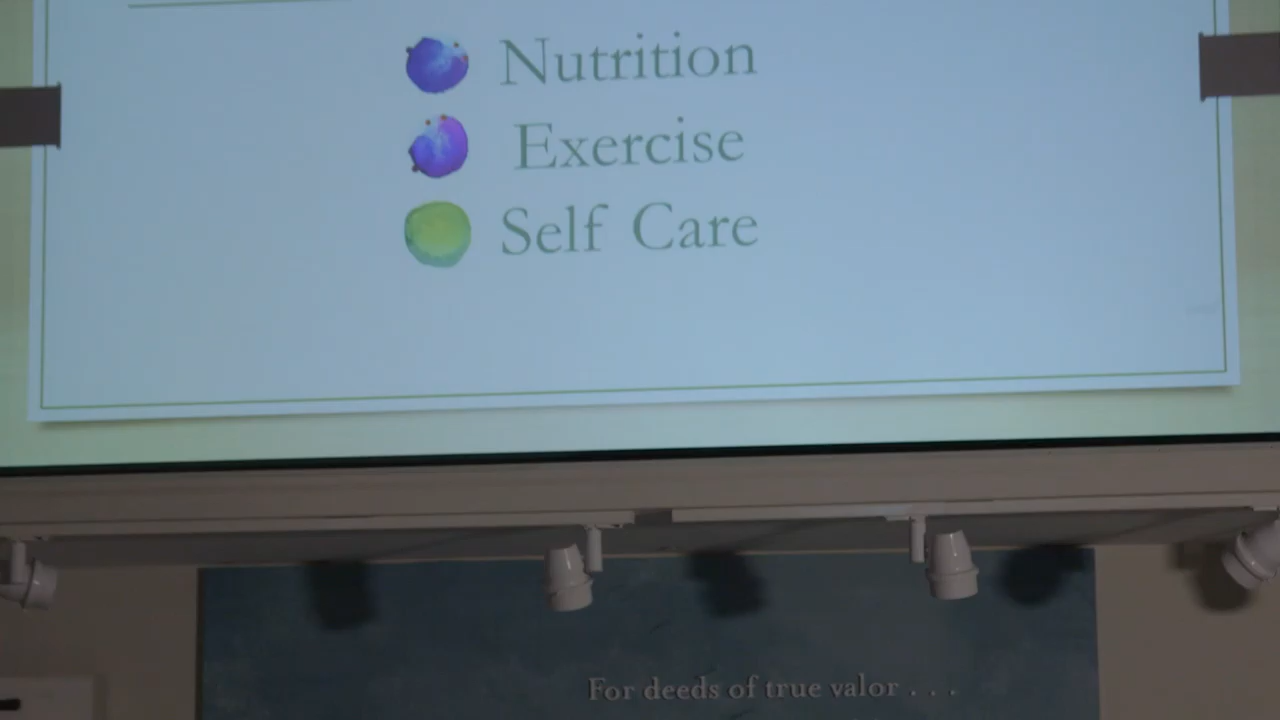 Nutrition
Exercise
Self Care
For deeds of true valor . . .